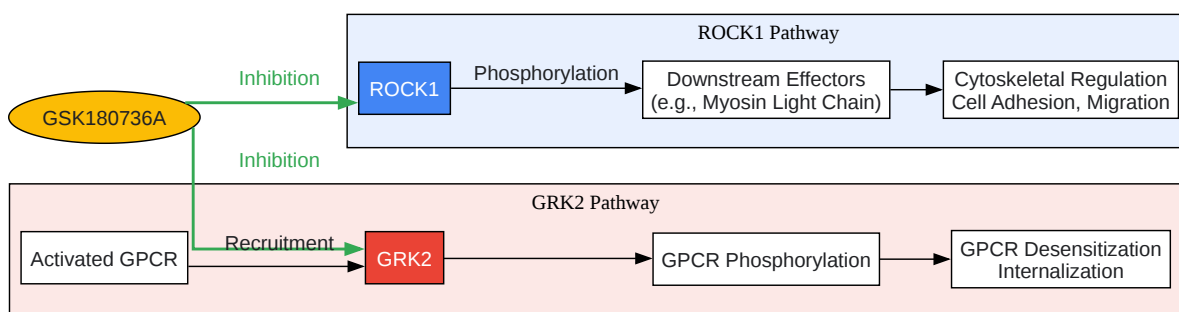 ROCK1 Pathway
Inhibition
ROCK1
Phosphorylation
Downstream Effectors
(e.g., Myosin Light Chain)
Cytoskeletal Regulation
Cell Adhesion, Migration
GSK180736A
Inhibition
GRK2 Pathway
Activated GPCR
Recruitment
GRK2
GPCR Phosphorylation
GPCR Desensitization
Internalization